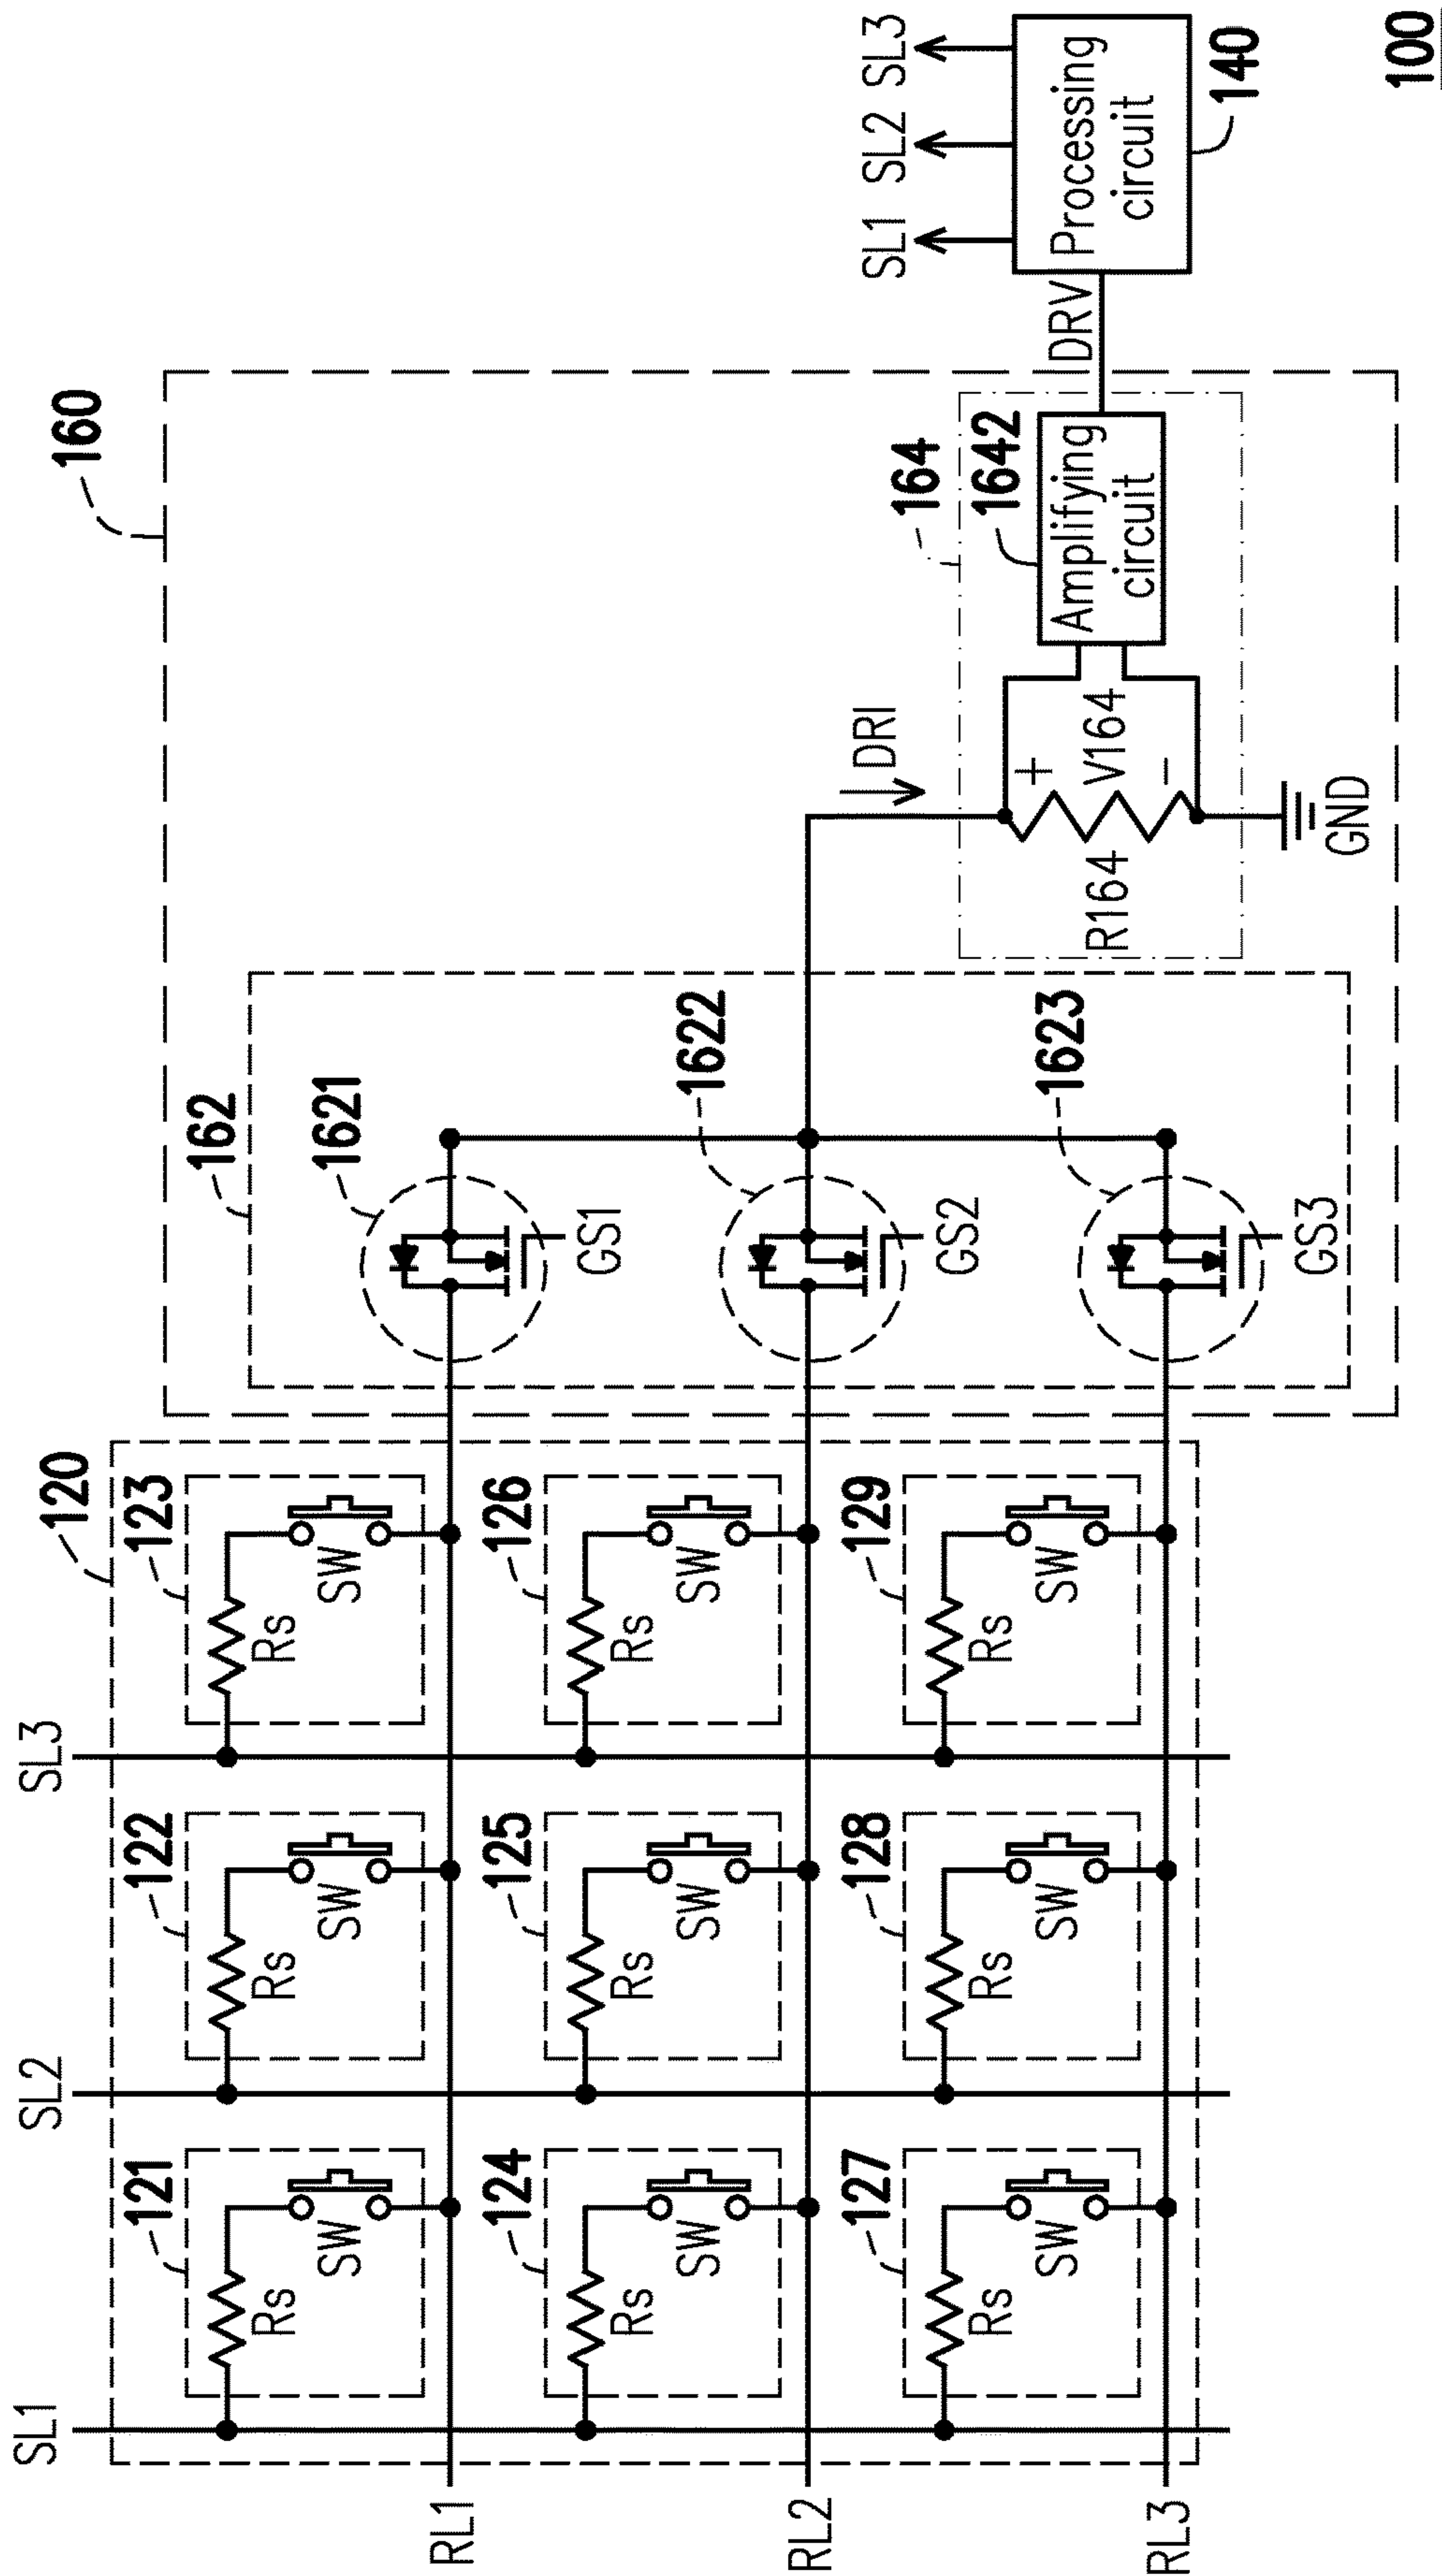 SL1
SL2
SL3
120
121
Rs
SW
122
Rs
SW
123
Rs
SW
RL1
124
Rs
SW
125
Rs
SW
126
Rs
SW
RL2
127
Rs
SW
128
Rs
SW
129
Rs
SW
RL3
160
162
1621
GS1
1622
GS2
1623
GS3
DRI
164
1642
R164
+
V164
-
GND
Amplifying
circuit
DRV
SL1
SL2
SL3
Processing
circuit
140
100